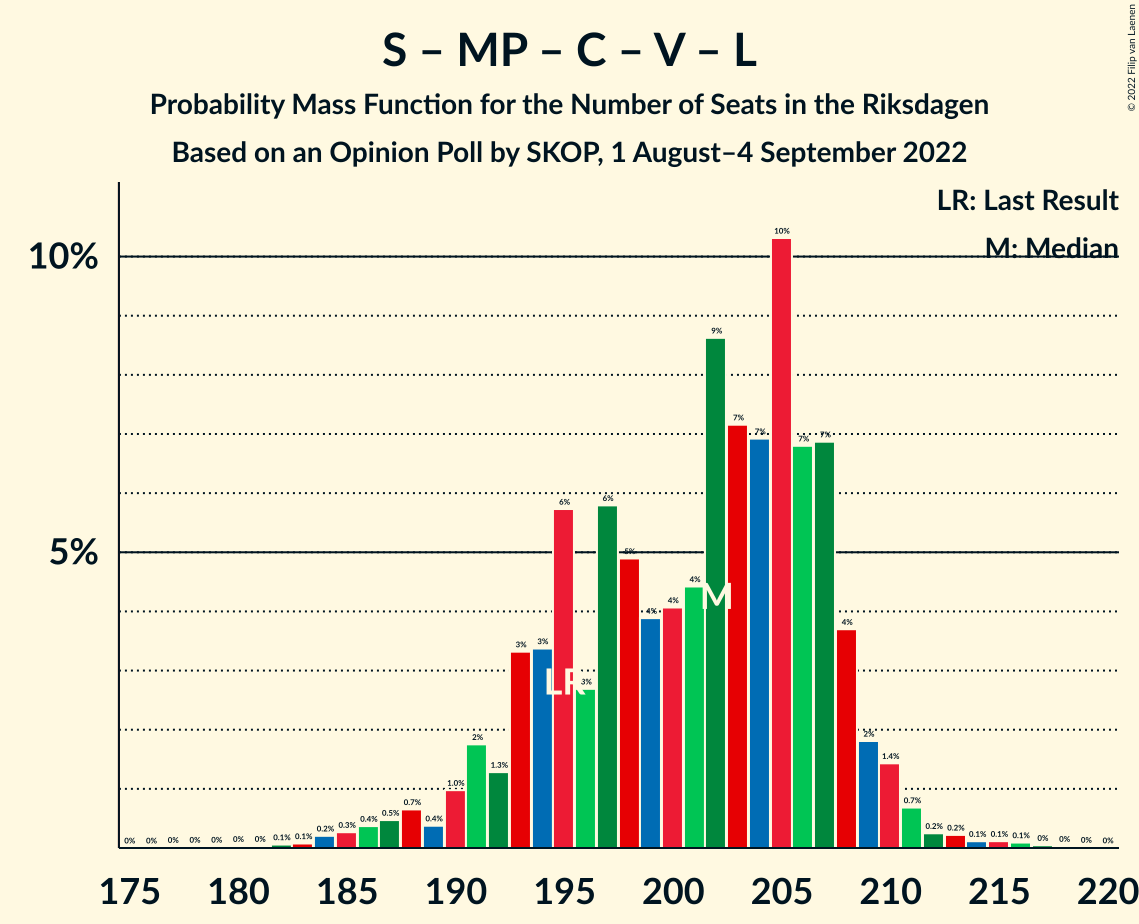 S – MP – C – V – L
Probability Mass Function for the Number of Seats in the Riksdagen
Based on an Opinion Poll by SKOP, 1 August–4 September 2022
© 2022 Filip van Laenen
LR: Last Result
M: Median
10%
5%
0% 0% 0% 0% 0% 0% 0% 0.1% 0.1% 0.2% 0.3% 0.4% 0.5% 0.7% 0.4% 1.0% 2% 1.3% 3% 3% 6% 3% 6% 5% 4% 4% 4% 9% 7% 7% 10% 7% 7% 4% 2% 1.4% 0.7% 0.2% 0.2% 0.1% 0.1% 0.1% 0% 0% 0% 0%
LR
M
175 180 185 190 195 200 205 210 215 220